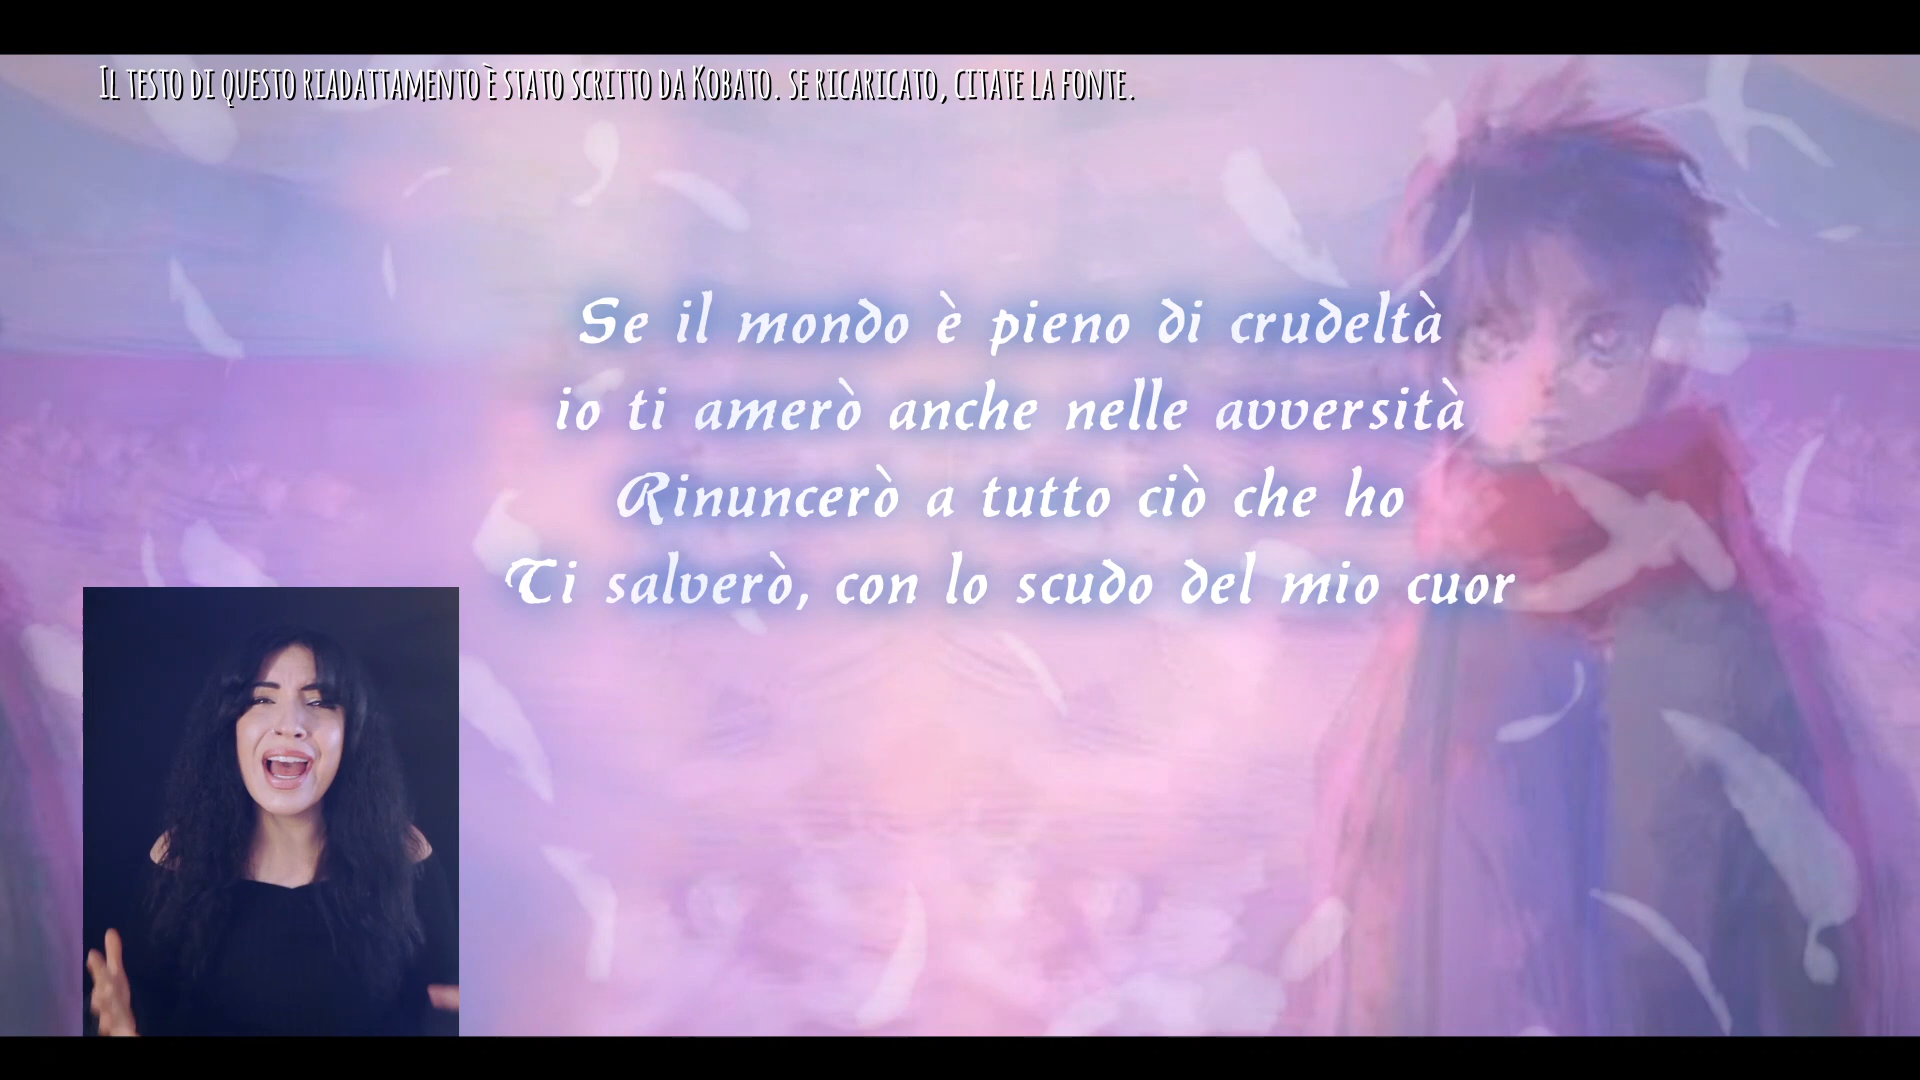 Il testo di questo riadattamento è stato scritto da Kobato. se ricaricato, citate la fonte.
Se il mondo è pieno di crudeltà
io ti amerò anche nelle avversità
Rinuncerò a tutto ciò che ho
Ti salverò, con lo scudo del mio cuor